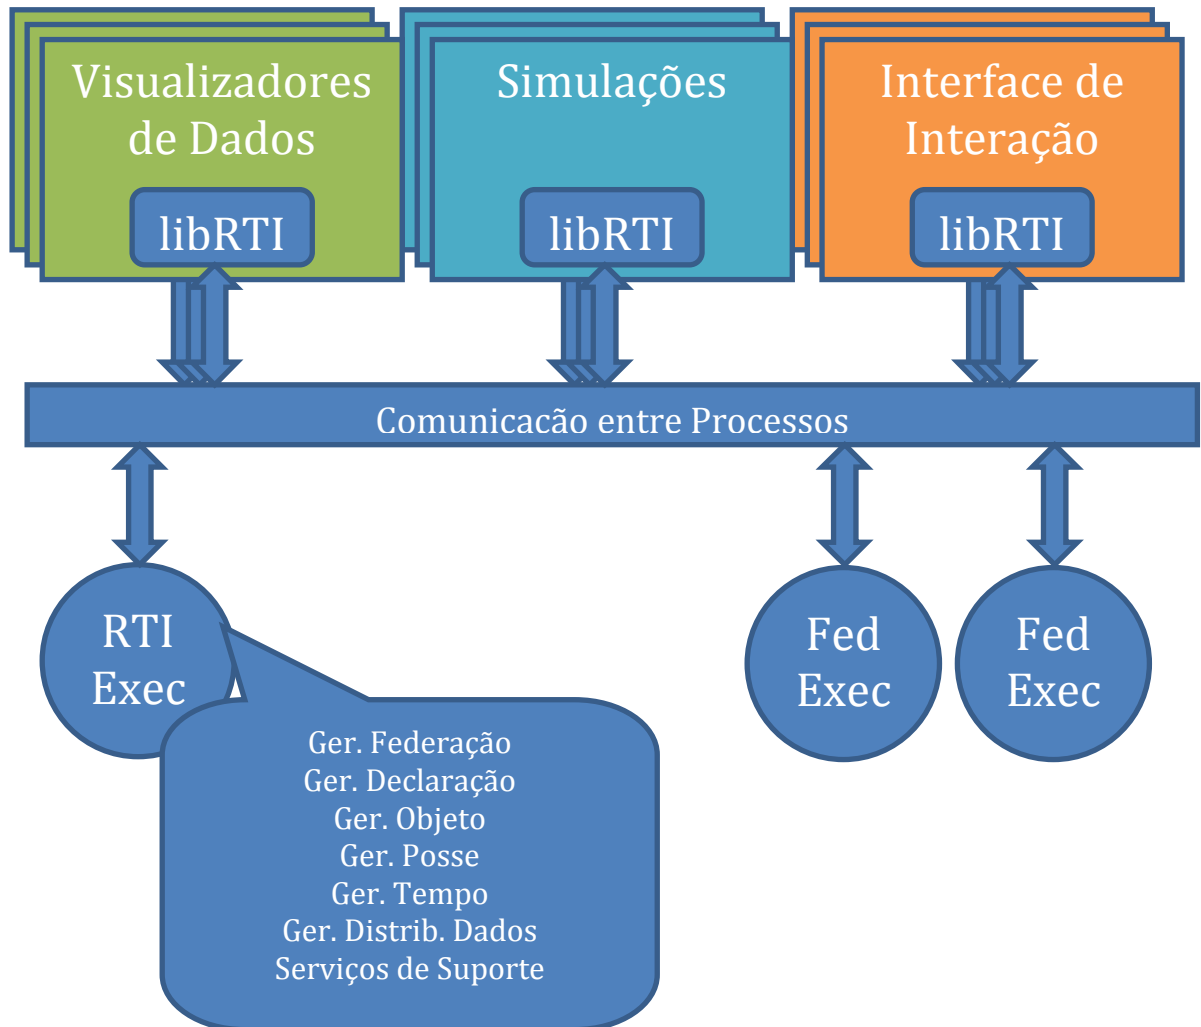 Visualizadores
de Dados
libRTI
Simulações
libRTI
Interface de
Interação
libRTI
Comunicacão entre Processos
RTI
Exec
Fed
Exec
Fed
Exec
Ger. Federação
Ger. Declaração
Ger. Objeto
Ger. Posse
Ger. Tempo
Ger. Distrib. Dados
Serviços de Suporte